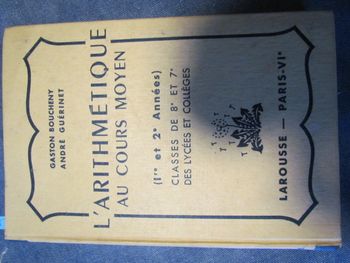 GASTON BOUCHENY
ANDRÉ GUÉRINET
L'ARITHMÉTIQUE
AU COURS MOYEN
(1re et 2e Années)
CLASSES DE 8e ET 7e
DES LYCÉES ET COLLÈGES
LAROUSSE — PARIS-VIe